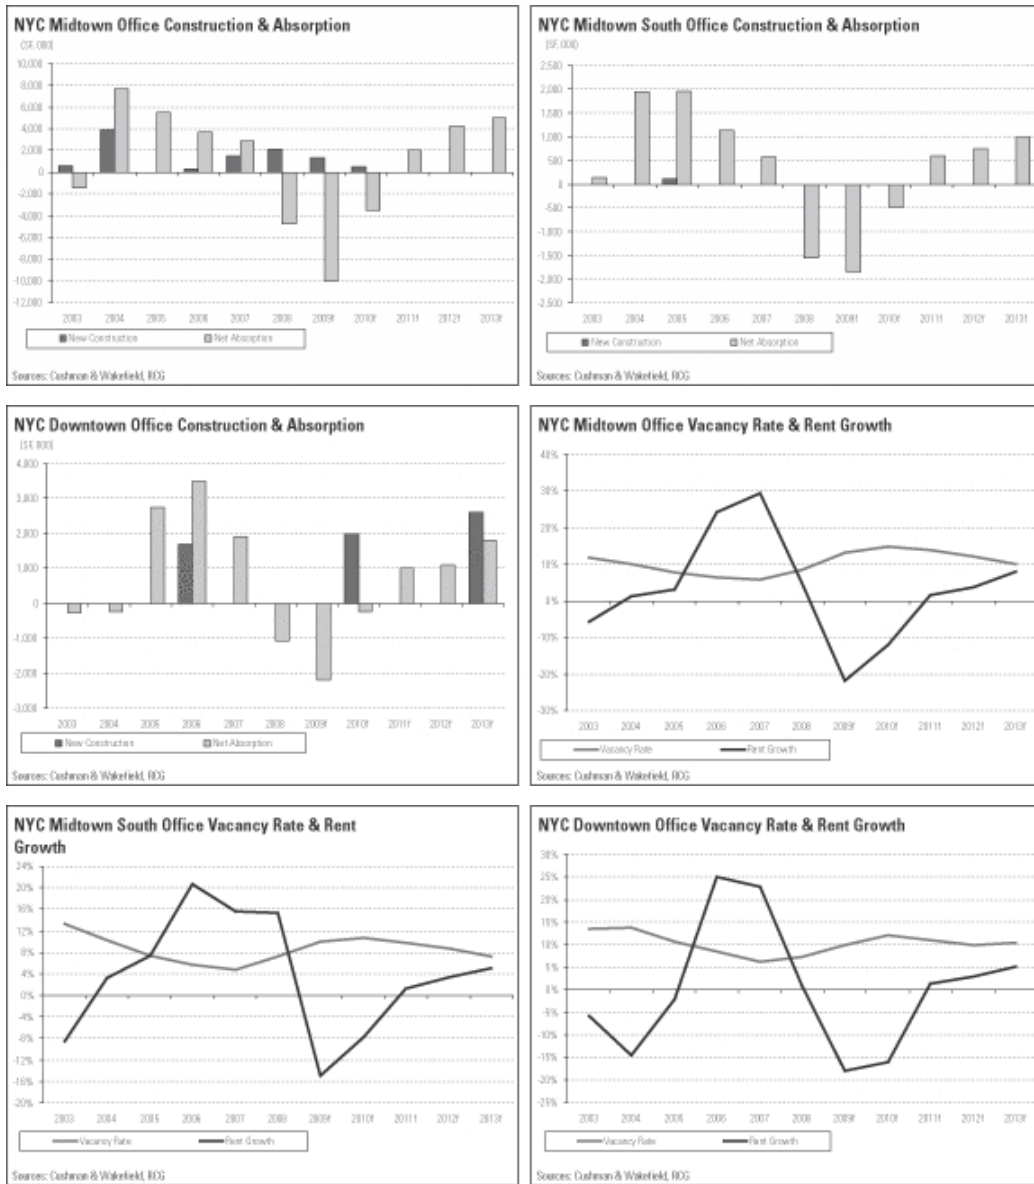 NYC Midtown Office Construction & Absorption
(SF, 000)
10,000
8,000
6,000
4,000
2,000
0
-2,000
-4,000
-6,000
-8,000
-10,000
-12,000
2003 2004 2005 2006 2007 2008 2009f 2010f 2011f 2012f 2013f
New Construction Net Absorption
Sources: Cushman & Wakefield, RCG
NYC Midtown South Office Construction & Absorption
(SF, 000)
2,500
2,000
1,500
1,000
500
0
-500
-1,000
-1,500
-2,000
-2,500
2003 2004 2005 2006 2007 2008 2009f 2010f 2011f 2012f 2013f
New Construction Net Absorption
Sources: Cushman & Wakefield, RCG
NYC Downtown Office Construction & Absorption
(SF, 000)
4,000
3,000
2,000
1,000
0
-1,000
-2,000
-3,000
2003 2004 2005 2006 2007 2008 2009f 2010f 2011f 2012f 2013f
New Construction Net Absorption
Sources: Cushman & Wakefield, RCG
NYC Midtown Office Vacancy Rate & Rent Growth
40%
30%
20%
10%
0%
-10%
-20%
-30%
2003 2004 2005 2006 2007 2008 2009f 2010f 2011f 2012f 2013f
Vacancy Rate Rent Growth
Sources: Cushman & Wakefield, RCG
NYC Midtown South Office Vacancy Rate & Rent
Growth
24%
20%
16%
12%
8%
4%
0%
-4%
-8%
-12%
-16%
-20%
2003 2004 2005 2006 2007 2008 2009f 2010f 2011f 2012f 2013f
Vacancy Rate Rent Growth
Sources: Cushman & Wakefield, RCG
NYC Downtown Office Vacancy Rate & Rent Growth
30%
25%
20%
15%
10%
5%
0%
-5%
-10%
-15%
-20%
-25%
2003 2004 2005 2006 2007 2008 2009f 2010f 2011f 2012f 2013f
Vacancy Rate Rent Growth
Sources: Cushman & Wakefield, RCG